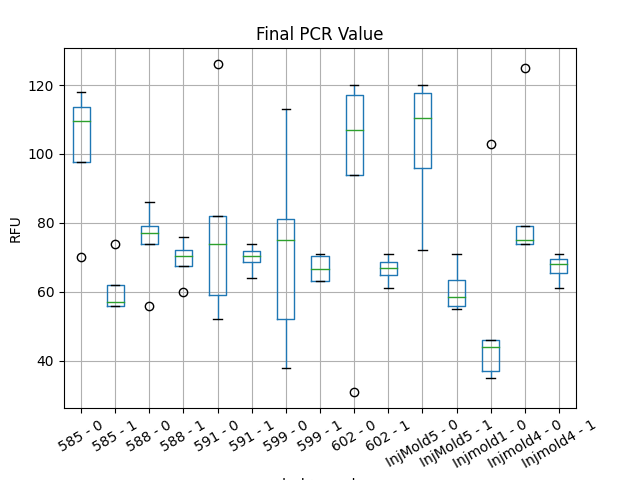 Final PCR Value
RFU
120
100
80
60
40
585 - 0
585 - 1
588 - 0
588 - 1
591 - 0
591 - 1
599 - 0
599 - 1
602 - 0
602 - 1
InjMold5 - 0
InjMold5 - 1
Injmold1 - 0
Injmold4 - 0
Injmold4 - 1